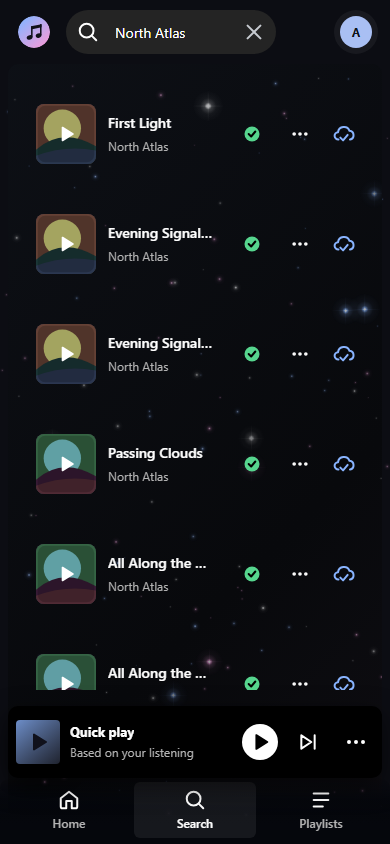 North Atlas
A
First Light
North Atlas
Evening Signal...
North Atlas
Evening Signal...
North Atlas
Passing Clouds
North Atlas
All Along the ...
North Atlas
All Along the ...
Quick play
Based on your listening
Home
Search
Playlists